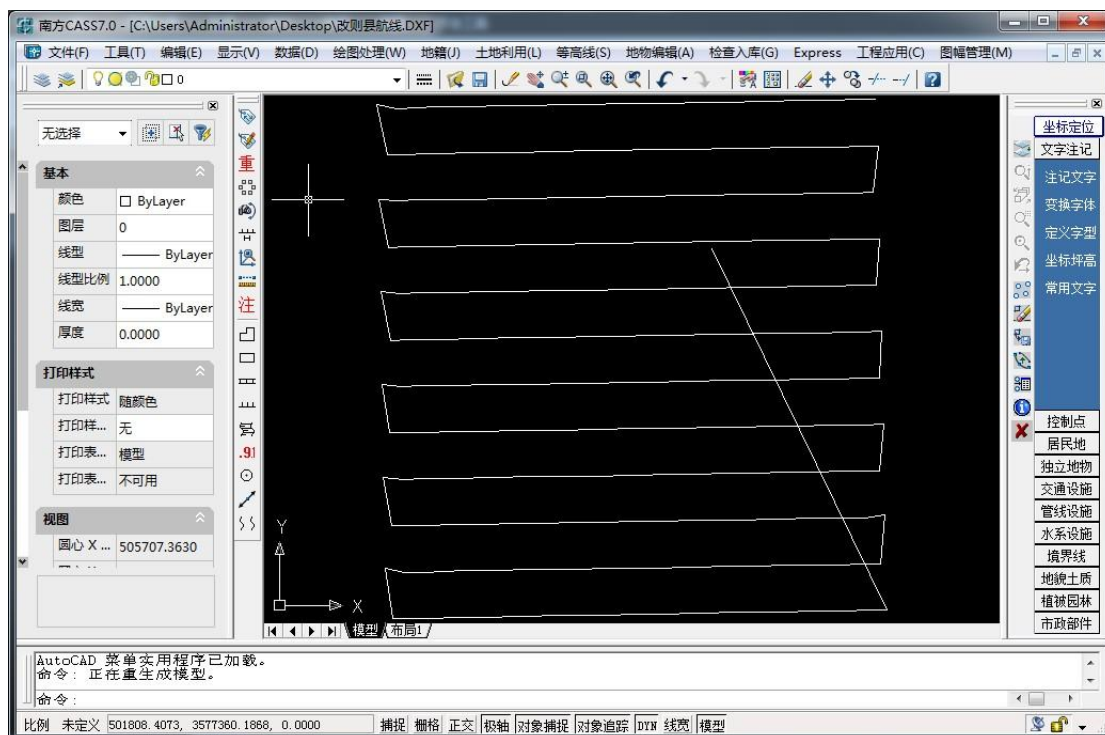 南方CASS7.0 - [C:\Users\Administrator\Desktop\改则县航线.DXF]
文件(F) 工具(T) 编辑(E) 显示(V) 数据(D) 绘图处理(W) 地籍(J) 土地利用(L) 等高线(S) 地物编辑(A) 检查入库(G) Express 工程应用(C) 图幅管理(M)
0
无选择
基本
颜色 ByLayer
图层 0
线型 ByLayer
线型比例 1.0000
线宽 ByLayer
厚度 0.0000
打印样式
打印样式 随颜色
打印样... 无
打印表... 模型
打印表... 不可用
视图
圆心 X ... 505707.3630
重
注
.91
Y
X
模型 布局1
坐标定位
文字注记
注记文字
变换字体
定义字型
坐标坪高
常用文字
控制点
居民地
独立地物
交通设施
管线设施
水系设施
境界线
地貌土质
植被园林
市政部件
AutoCAD 菜单实用程序已加载。
命令: 正在重生成模型。
命令:
比例 未定义 501808.4073, 3577360.1868, 0.0000 捕捉 栅格 正交 极轴 对象捕捉 对象追踪 DYN 线宽 模型